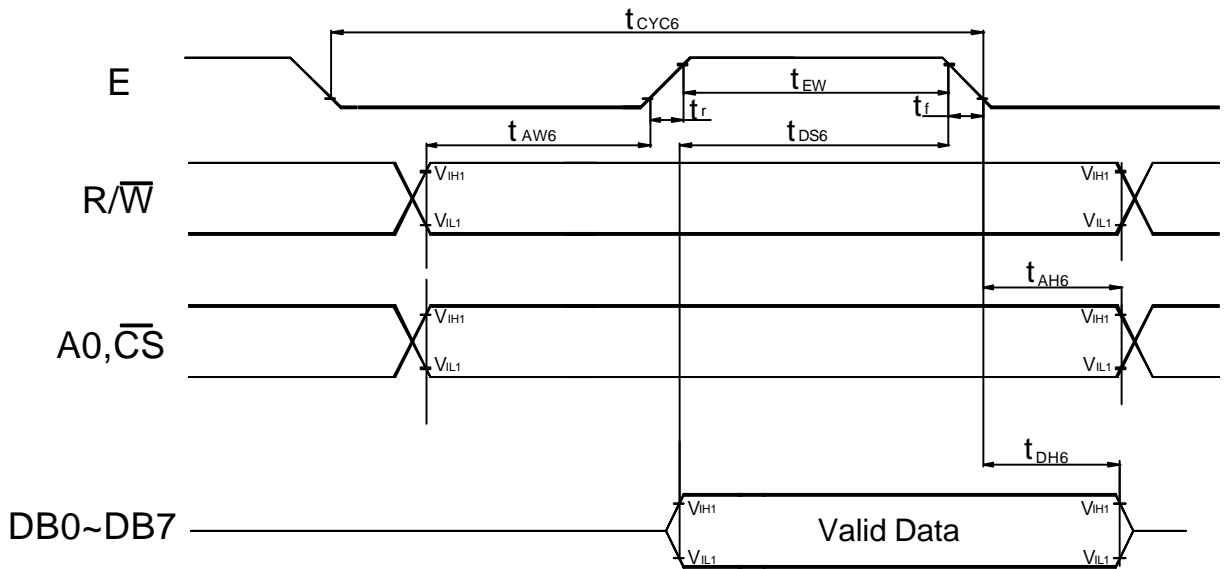 tCYC6
E
tEW
tr
tf
tAW6
tDS6
R/W̅
VIH1
VIH1
VIL1
VIL1
tAH6
A0,C̅S̅
VIH1
VIH1
VIL1
VIL1
tDH6
DB0~DB7
VIH1
VIH1
Valid Data
VIL1
VIL1